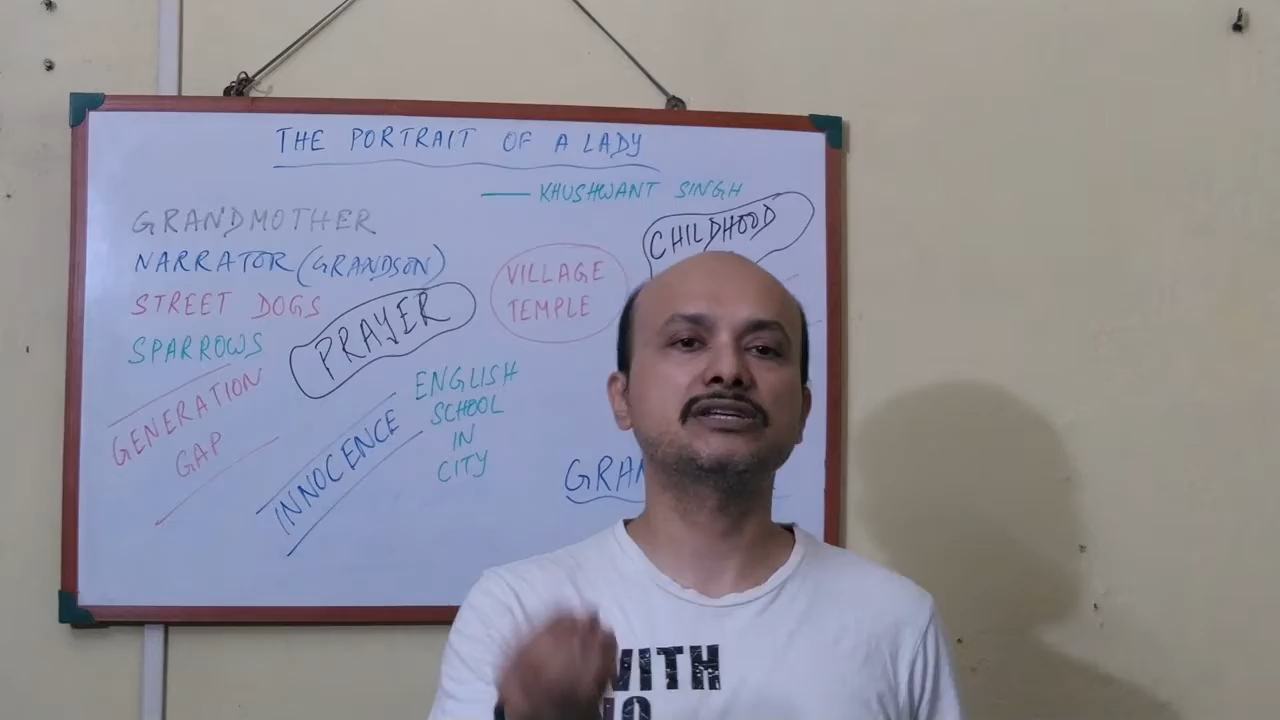 THE PORTRAIT OF A LADY
— KHUSHWANT SINGH
GRANDMOTHER
NARRATOR (GRANDSON)
STREET DOGS
SPARROWS
PRAYER
VILLAGE
TEMPLE
CHILDHOOD
GENERATION
GAP
INNOCENCE
ENGLISH
SCHOOL
IN
CITY
WITH